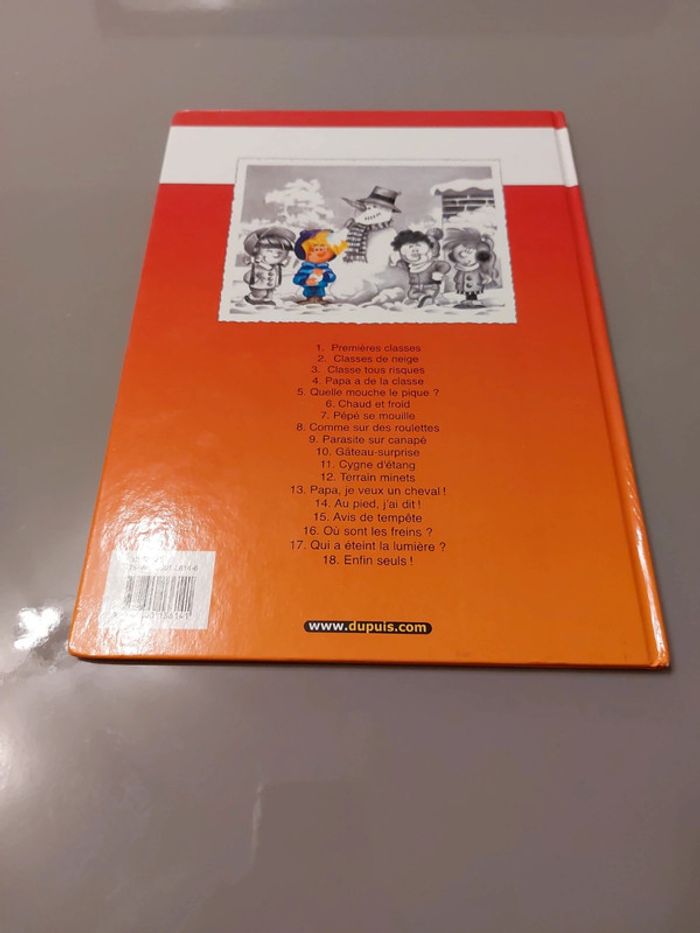 1. Premières classes
2. Classes de neige
3. Classe tous risques
4. Papa a de la classe
5. Quelle mouche le pique ?
6. Chaud et froid
7. Pépé se mouille
8. Comme sur des roulettes
9. Parasite sur canapé
10. Gâteau-surprise
11. Cygne d'étang
12. Terrain minets
13. Papa, je veux un cheval !
14. Au pied, j'ai dit !
15. Avis de tempête
16. Où sont les freins ?
17. Qui a éteint la lumière ?
18. Enfin seuls !
www.dupuis.com